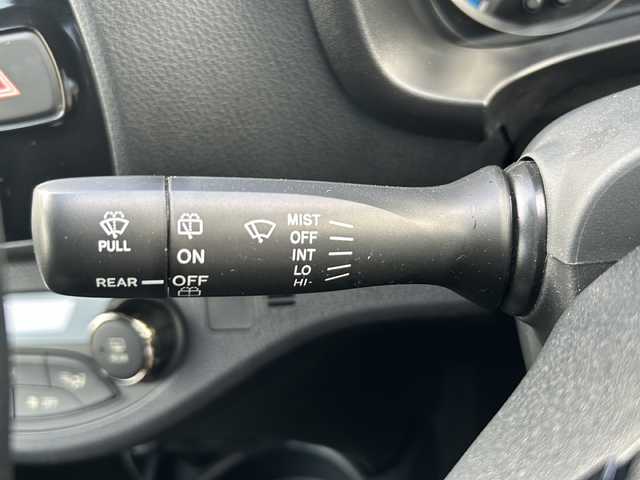 PULL
REAR
ON
OFF
MIST
OFF
INT
LO
HI